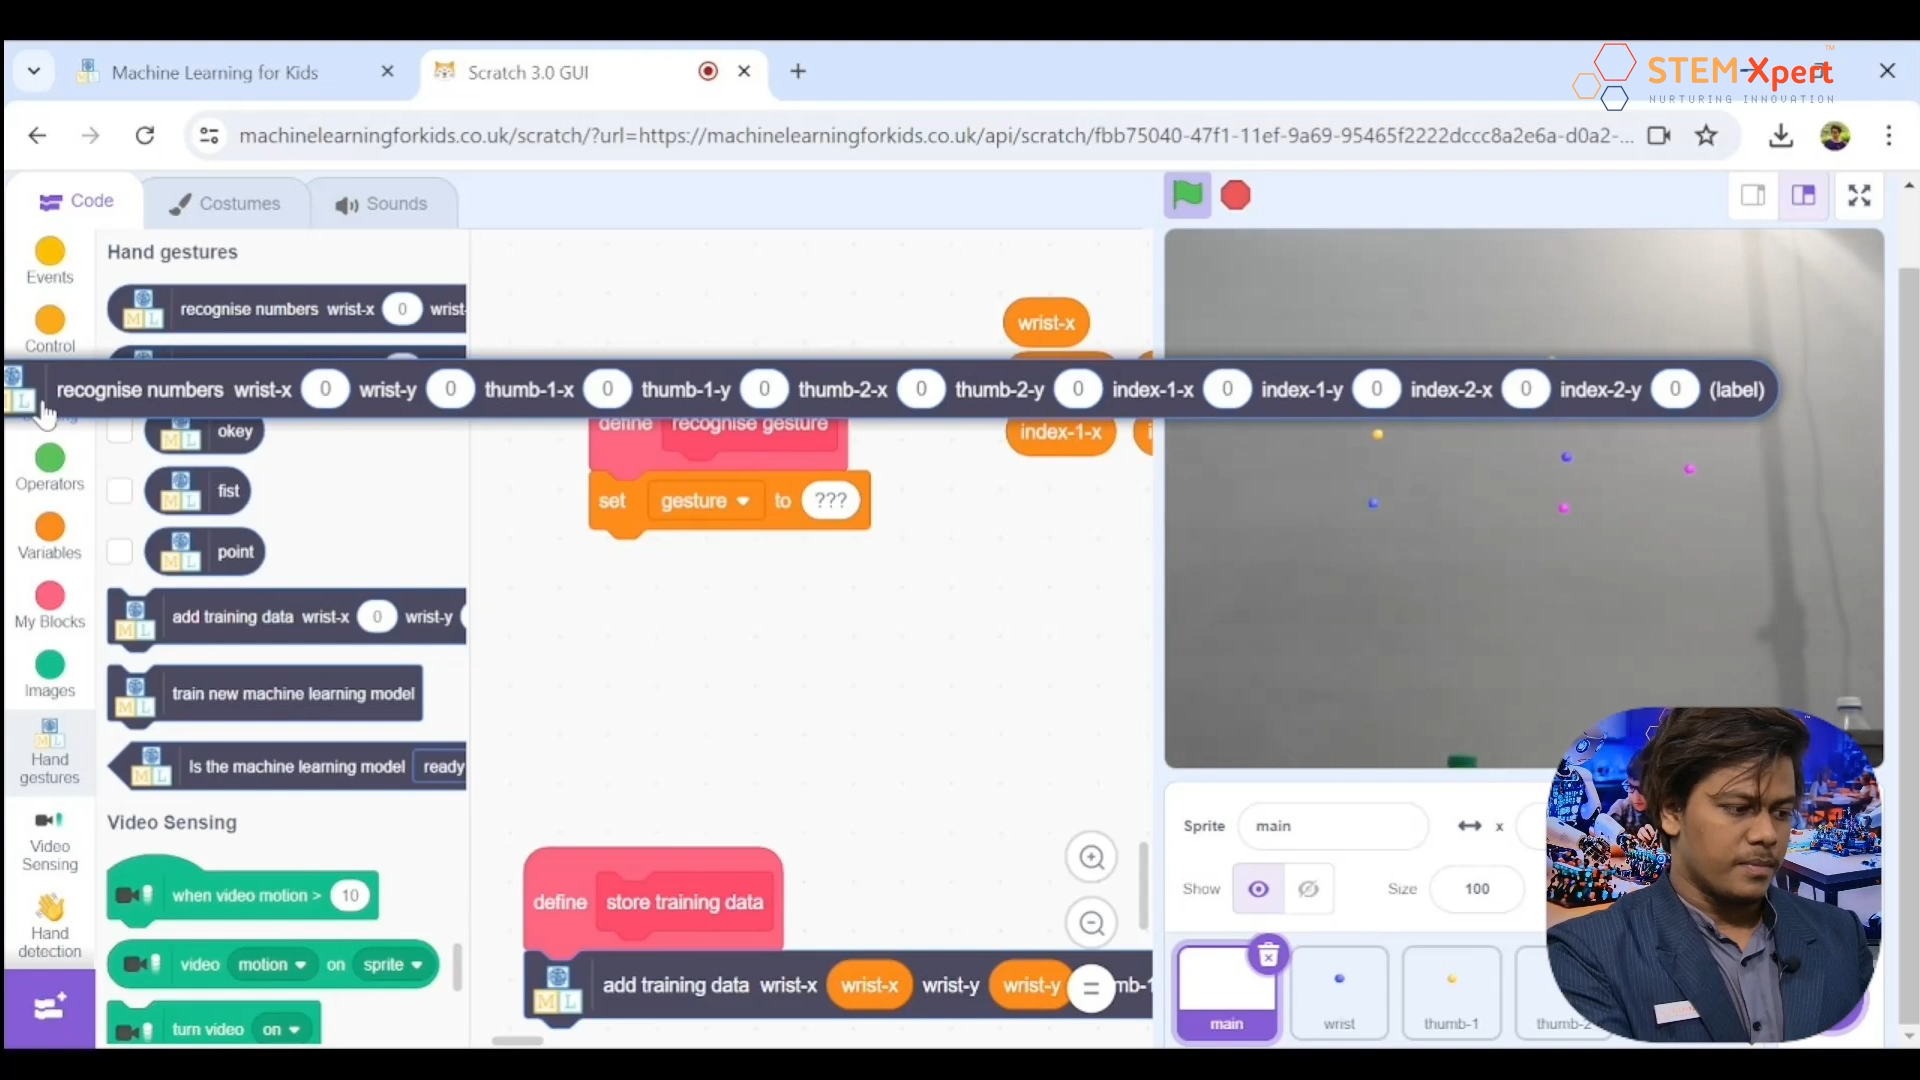 STEM-Xpert
™
NURTURING INNOVATION
Machine Learning for Kids
Scratch 3.0 GUI
machinelearningforkids.co.uk/scratch/?url=https://machinelearningforkids.co.uk/api/scratch/fbb75040-47f1-11ef-9a69-95465f2222dccc8a2e6a-d0a2-...
Code
Costumes
Sounds
Events
Control
Operators
Variables
My Blocks
Images
Hand gestures
Video Sensing
Hand detection
Hand gestures
recognise numbers wrist-x 0 wrist-
recognise numbers wrist-x 0 wrist-y 0 thumb-1-x 0 thumb-1-y 0 thumb-2-x 0 thumb-2-y 0 index-1-x 0 index-1-y 0 index-2-x 0 index-2-y 0 (label)
okey
fist
point
add training data wrist-x 0 wrist-y
train new machine learning model
Is the machine learning model ready
Video Sensing
when video motion > 10
video motion on sprite
turn video on
wrist-x
index-1-x
define recognise gesture
set gesture to ???
define store training data
add training data wrist-x wrist-x wrist-y wrist-y mb-1
Sprite main x
Show Size 100
main
wrist
thumb-1
thumb-2